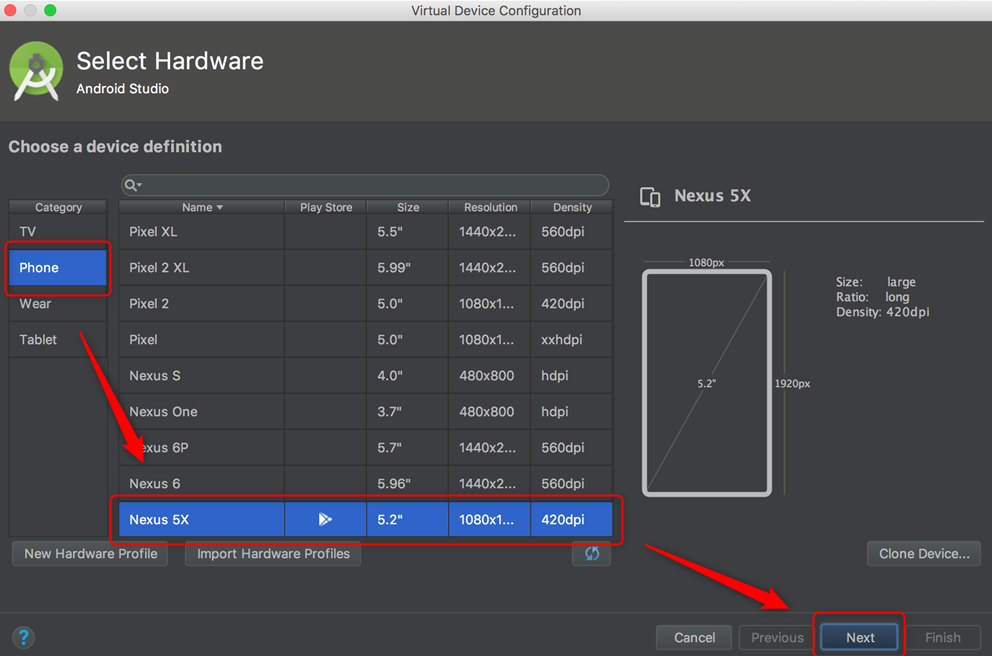 Virtual Device Configuration
Select Hardware
Android Studio
Choose a device definition
Category
TV
Phone
Wear
Tablet
Name Play Store Size Resolution Density
Pixel XL 5.5" 1440x2... 560dpi
Pixel 2 XL 5.99" 1440x2... 560dpi
Pixel 2 5.0" 1080x1... 420dpi
Pixel 5.0" 1080x1... xxhdpi
Nexus S 4.0" 480x800 hdpi
Nexus One 3.7" 480x800 hdpi
exus 6P 5.7" 1440x2... 560dpi
Nexus 6 5.96" 1440x2... 560dpi
Nexus 5X 5.2" 1080x1... 420dpi
New Hardware Profile Import Hardware Profiles
Nexus 5X
1080px
5.2"
1920px
Size: large
Ratio: long
Density: 420dpi
Clone Device...
? Cancel Previous Next Finish